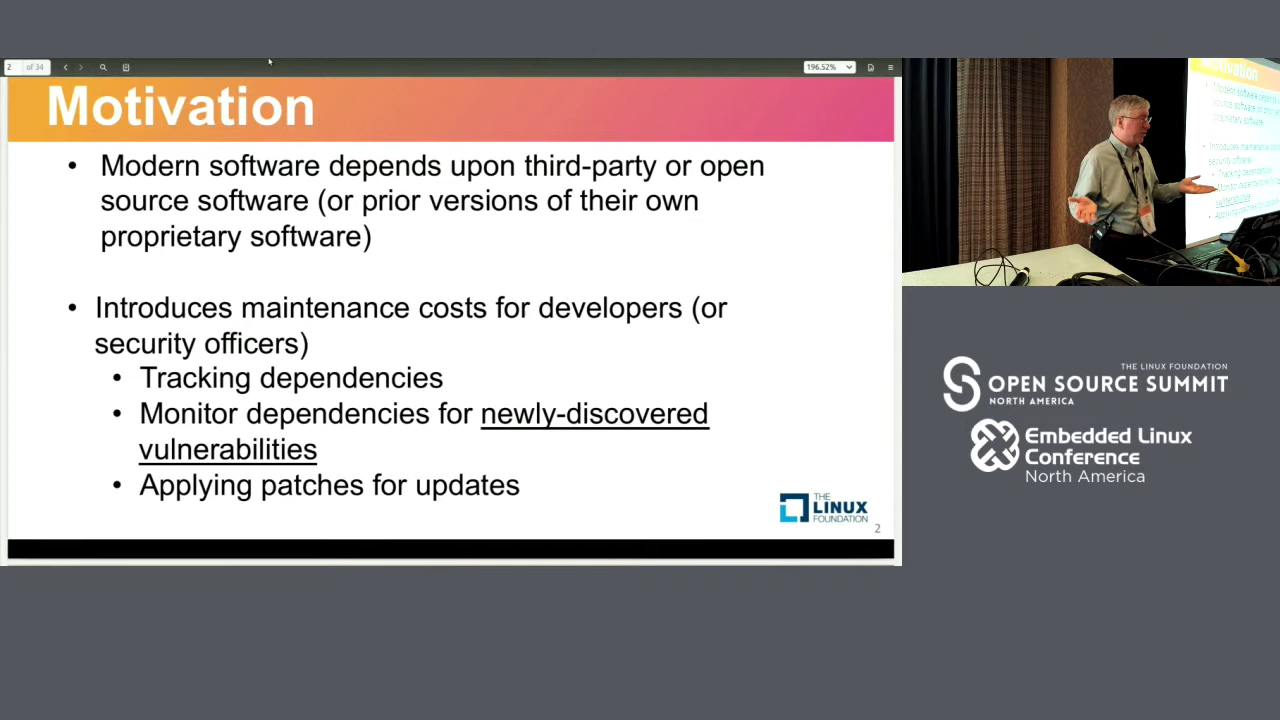 2 of 34
196.52%
Motivation
• Modern software depends upon third-party or open
source software (or prior versions of their own
proprietary software)
• Introduces maintenance costs for developers (or
security officers)
• Tracking dependencies
• Monitor dependencies for newly-discovered
vulnerabilities
• Applying patches for updates
THE
LINUX
FOUNDATION
2
Motivation
THE LINUX FOUNDATION
OPEN SOURCE SUMMIT
NORTH AMERICA
Embedded Linux
Conference
North America